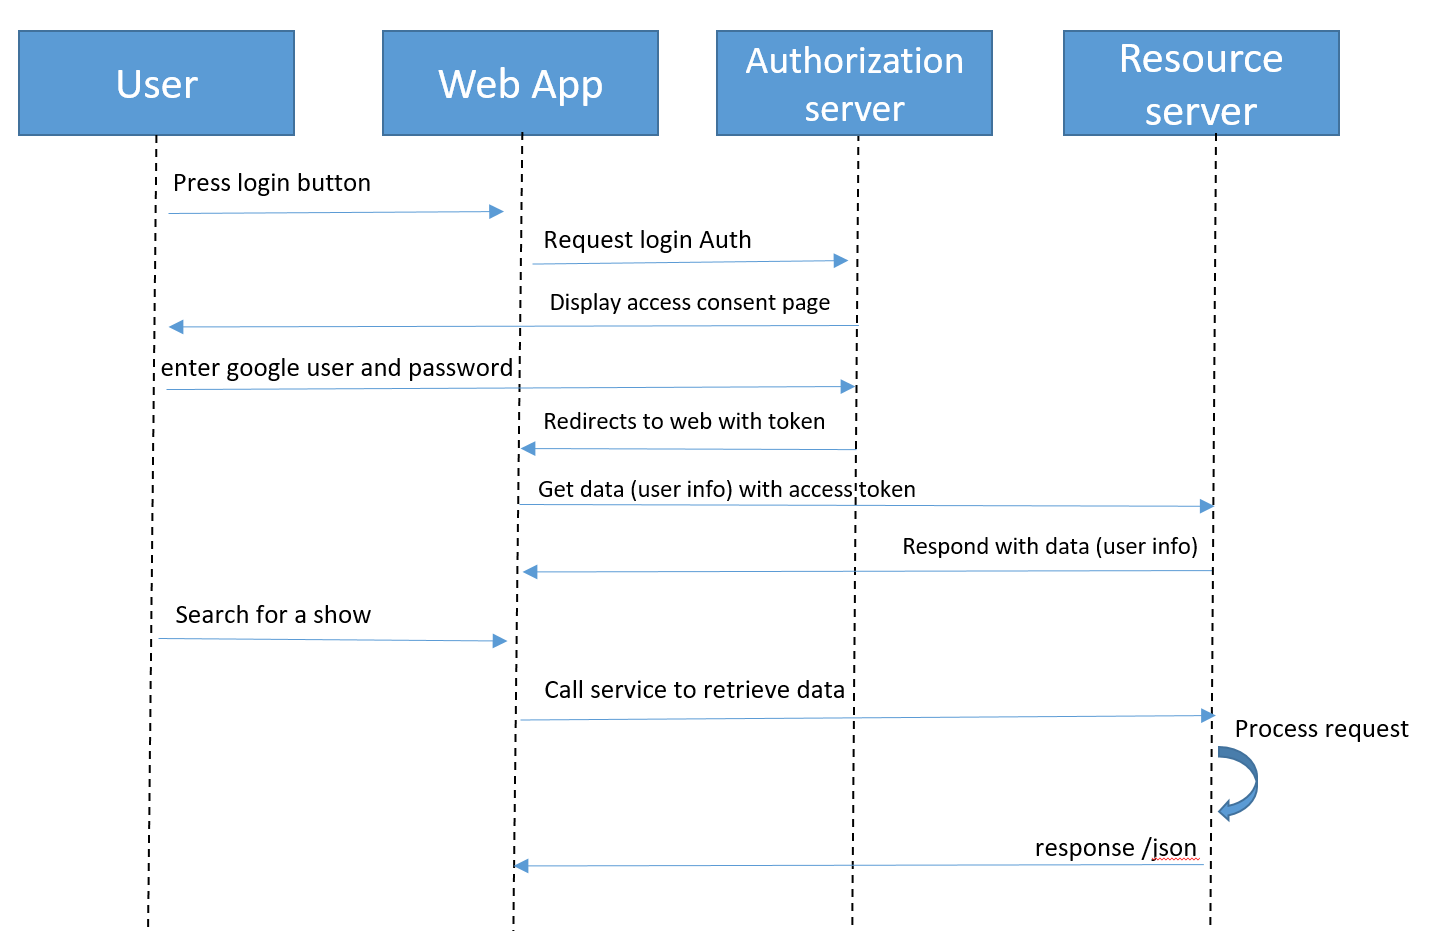 User
Web App
Authorization
server
Resource
server
Press login button
Request login Auth
Display access consent page
enter google user and password
Redirects to web with token
Get data (user info) with access token
Respond with data (user info)
Search for a show
Call service to retrieve data
Process request
response /json